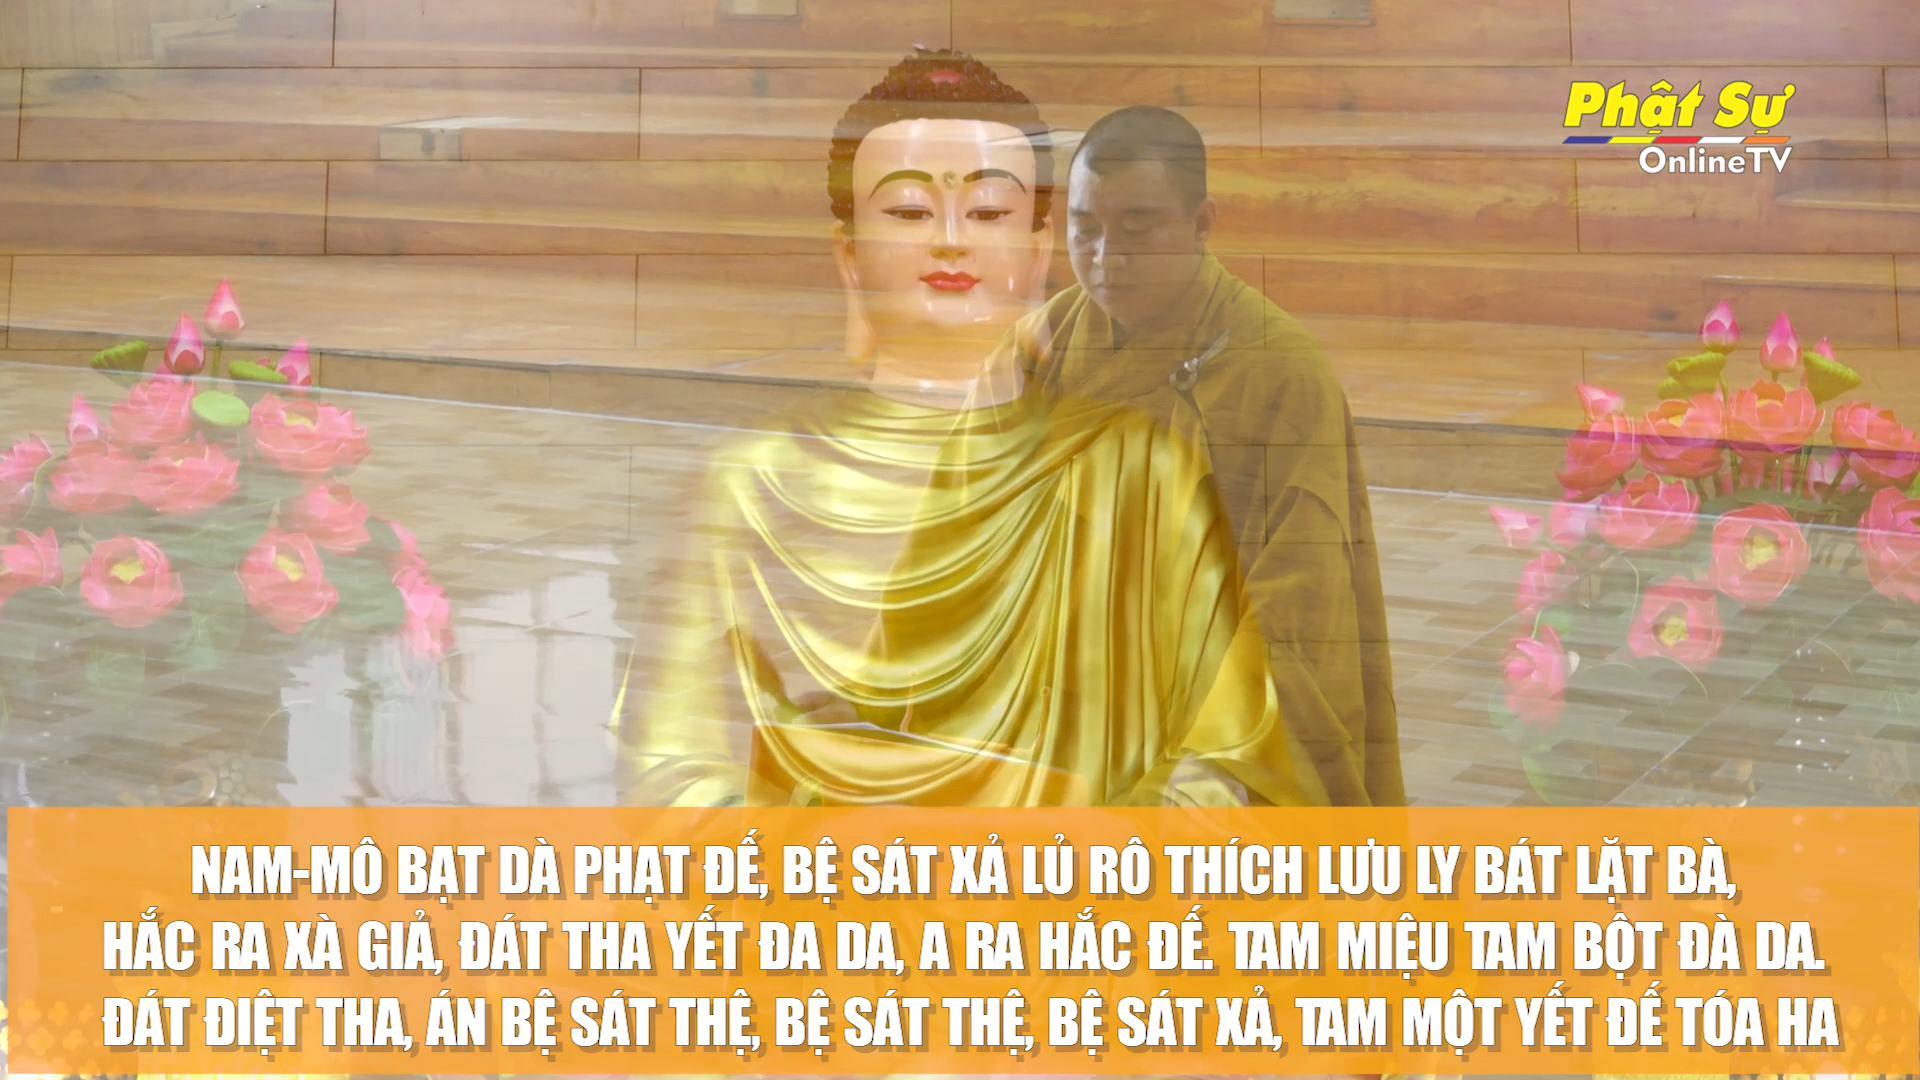 Phật Sự
OnlineTV
NAM-MÔ BẠT DÀ PHẠT ĐẾ, BỆ SÁT XẢ LỦ RÔ THÍCH LƯU LY BÁT LẶT BÀ,
HẮC RA XÀ GIẢ, ĐÁT THA YẾT ĐA DA, A RA HẮC ĐẾ. TAM MIỆU TAM BỘT ĐÀ DA.
ĐÁT ĐIỆT THA, ÁN BỆ SÁT THỆ, BỆ SÁT THỆ, BỆ SÁT XẢ, TAM MỘT YẾT ĐẾ TÓA HA